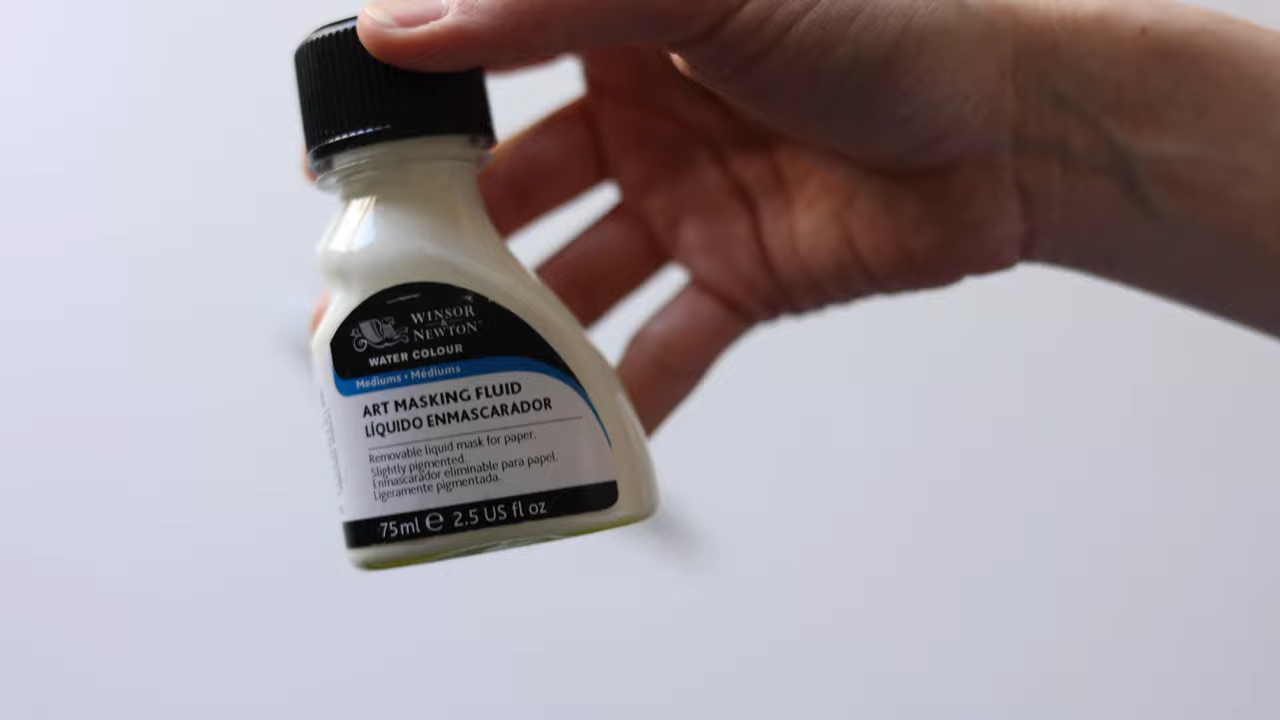 WINSOR
&
NEWTON
WATER COLOUR
Mediums • Médiums
ART MASKING FLUID
LÍQUIDO ENMASCARADOR
Removable liquid mask for paper.
Slightly pigmented.
Enmascarador eliminable para papel.
Ligeramente pigmentada.
75ml e 2.5 US fl oz